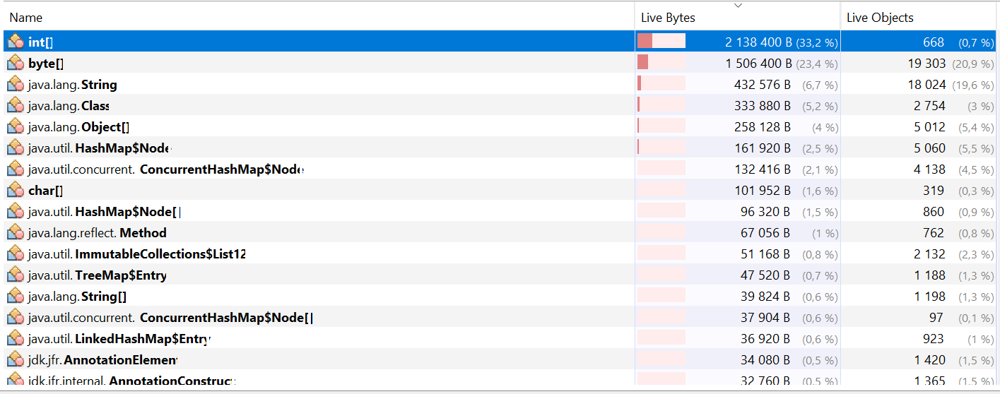 Name Live Bytes Live Objects
int[] 2 138 400 B (33,2 %) 668 (0,7 %)
byte[] 1 506 400 B (23,4 %) 19 303 (20,9 %)
java.lang.String 432 576 B (6,7 %) 18 024 (19,6 %)
java.lang.Class 333 880 B (5,2 %) 2 754 (3 %)
java.lang.Object[] 258 128 B (4 %) 5 012 (5,4 %)
java.util.HashMap$Node 161 920 B (2,5 %) 5 060 (5,5 %)
java.util.concurrent.ConcurrentHashMap$Node 132 416 B (2,1 %) 4 138 (4,5 %)
char[] 101 952 B (1,6 %) 319 (0,3 %)
java.util.HashMap$Node[] 96 320 B (1,5 %) 860 (0,9 %)
java.lang.reflect.Method 67 056 B (1 %) 762 (0,8 %)
java.util.ImmutableCollections$List12 51 168 B (0,8 %) 2 132 (2,3 %)
java.util.TreeMap$Entry 47 520 B (0,7 %) 1 188 (1,3 %)
java.lang.String[] 39 824 B (0,6 %) 1 198 (1,3 %)
java.util.concurrent.ConcurrentHashMap$Node[] 37 904 B (0,6 %) 97 (0,1 %)
java.util.LinkedHashMap$Entry 36 920 B (0,6 %) 923 (1 %)
jdk.jfr.AnnotationElement 34 080 B (0,5 %) 1 420 (1,5 %)
jdk.jfr.internal.AnnotationConstruc 32 760 B (0,5 %) 1 365 (1,5 %)